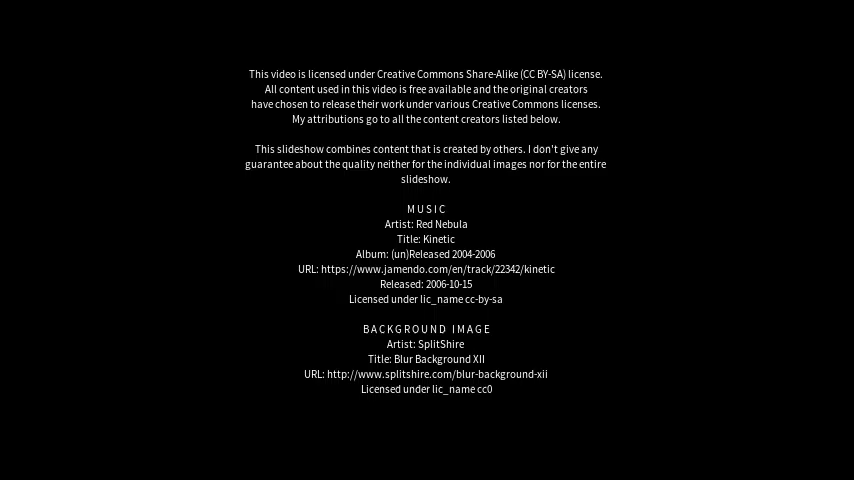 This video is licensed under Creative Commons Share-Alike (CC BY-SA) license.
All content used in this video is free available and the original creators
have chosen to release their work under various Creative Commons licenses.
My attributions go to all the content creators listed below.
This slideshow combines content that is created by others. I don't give any
guarantee about the quality neither for the individual images nor for the entire
slideshow.
MUSIC
Artist: Red Nebula
Title: Kinetic
Album: (un)Released 2004-2006
URL: https://www.jamendo.com/en/track/22342/kinetic
Released: 2006-10-15
Licensed under lic_name cc-by-sa
BACKGROUND IMAGE
Artist: SplitShire
Title: Blur Background XII
URL: http://www.splitshire.com/blur-background-xii
Licensed under lic_name cc0